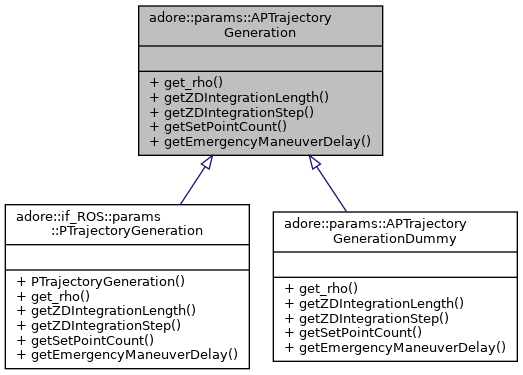 adore::params::APTrajectory
Generation
+ get_rho()
+ getZDIntegrationLength()
+ getZDIntegrationStep()
+ getSetPointCount()
+ getEmergencyManeuverDelay()
adore::if_ROS::params
::PTrajectoryGeneration
+ PTrajectoryGeneration()
+ get_rho()
+ getZDIntegrationLength()
+ getZDIntegrationStep()
+ getSetPointCount()
+ getEmergencyManeuverDelay()
adore::params::APTrajectory
GenerationDummy
+ get_rho()
+ getZDIntegrationLength()
+ getZDIntegrationStep()
+ getSetPointCount()
+ getEmergencyManeuverDelay()